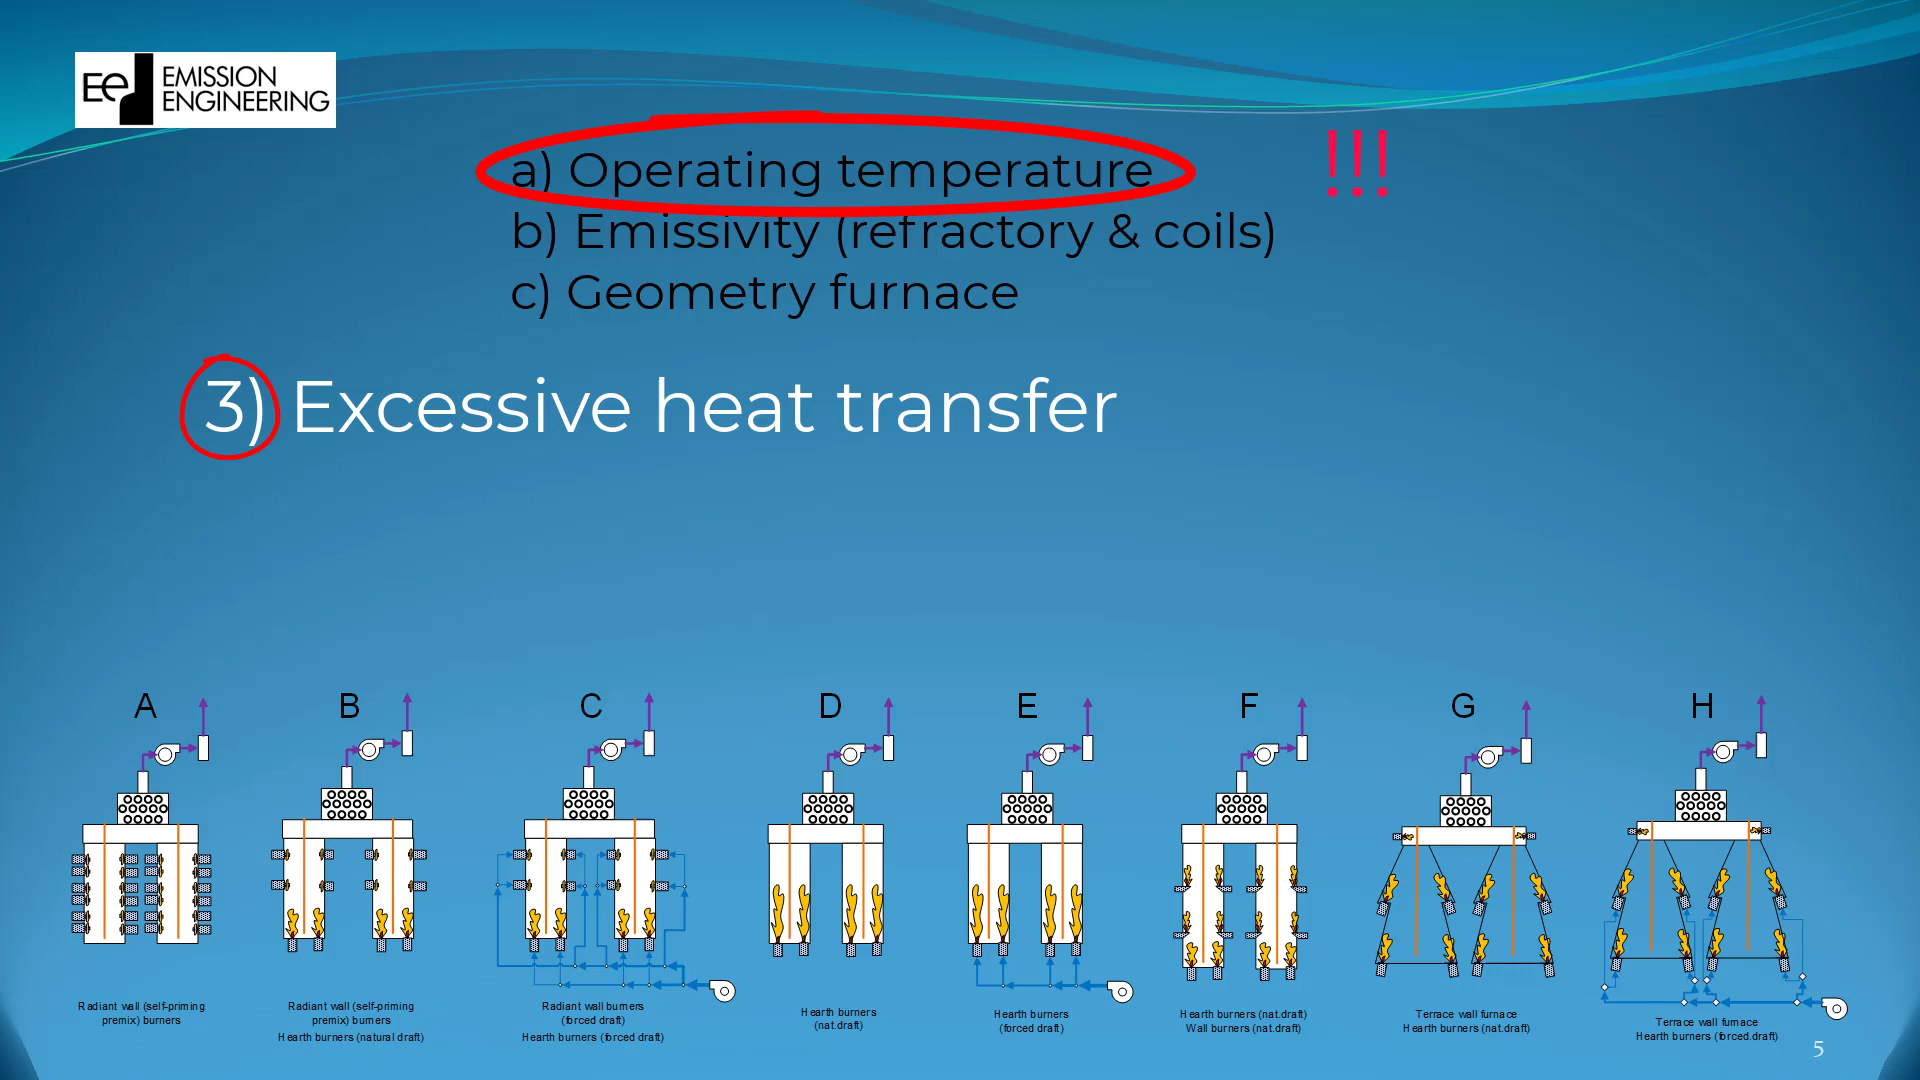 Ee EMISSION
ENGINEERING
a) Operating temperature
!!!
b) Emissivity (refractory & coils)
c) Geometry furnace
3) Excessive heat transfer
A
B
C
D
E
F
G
H
Radiant wall (self-priming
premix) burners
Radiant wall (self-priming
premix) burners
Hearth burners (natural draft)
Radiant wall burners
(forced draft)
Hearth burners (forced draft)
Hearth burners
(nat.draft)
Hearth burners
(forced draft)
Hearth burners (nat.draft)
Wall burners (nat.draft)
Terrace wall furnace
Hearth burners (nat.draft)
Terrace wall furnace
Hearth burners (forced.draft)
5